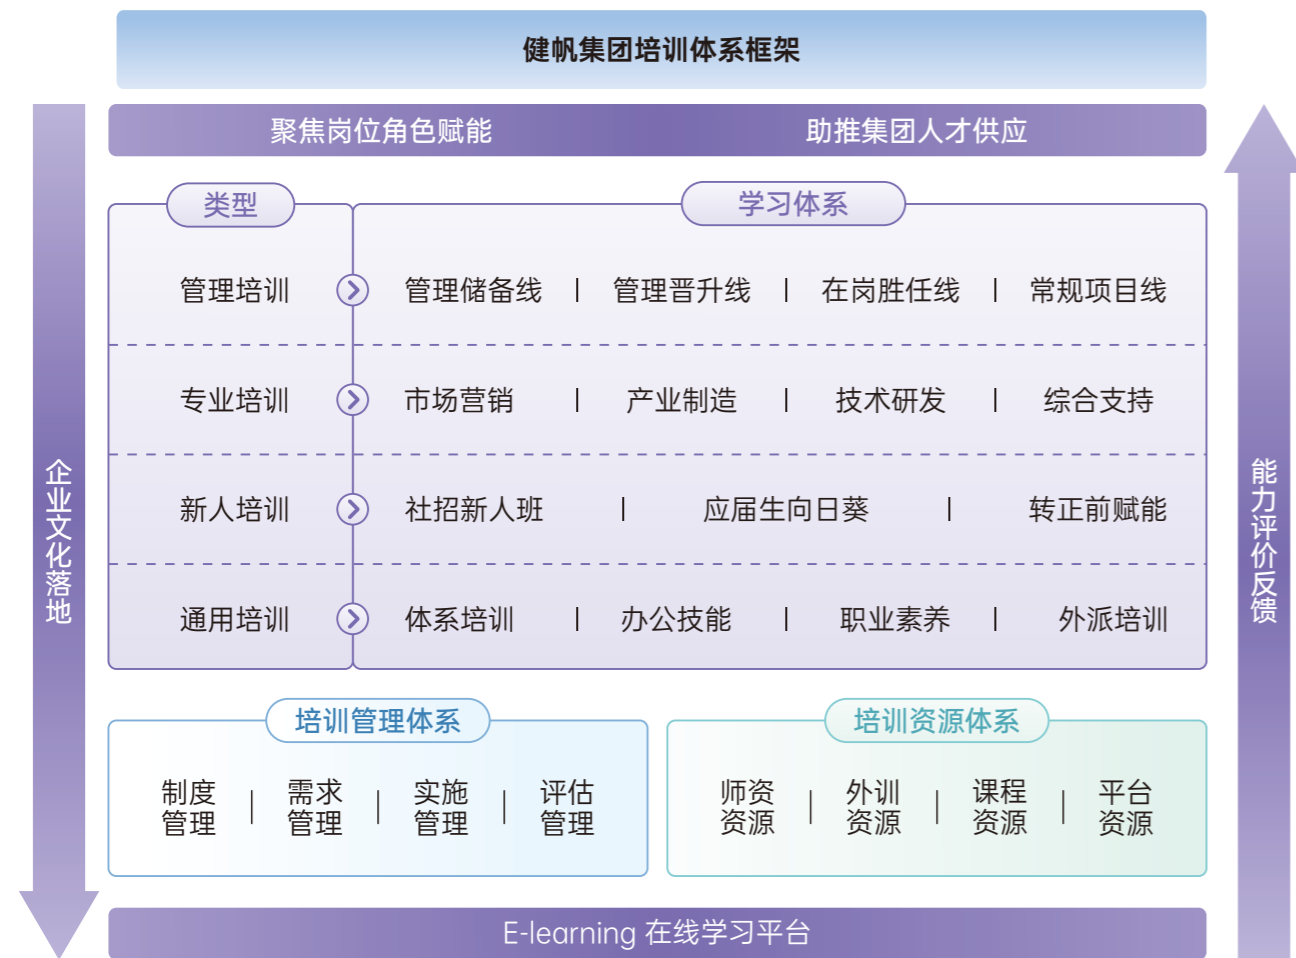 健帆集团培训体系框架
聚焦岗位角色赋能 助推集团人才供应
类型 学习体系
管理培训 管理储备线 | 管理晋升线 | 在岗胜任线 | 常规项目线
专业培训 市场营销 | 产业制造 | 技术研发 | 综合支持
新人培训 社招新人班 | 应届生向日葵 | 转正前赋能
通用培训 体系培训 | 办公技能 | 职业素养 | 外派培训
企业文化落地
能力评价反馈
培训管理体系
制度 | 需求 | 实施 | 评估
管理 管理 管理 管理
培训资源体系
师资 | 外训 | 课程 | 平台
资源 资源 资源 资源
E-learning 在线学习平台